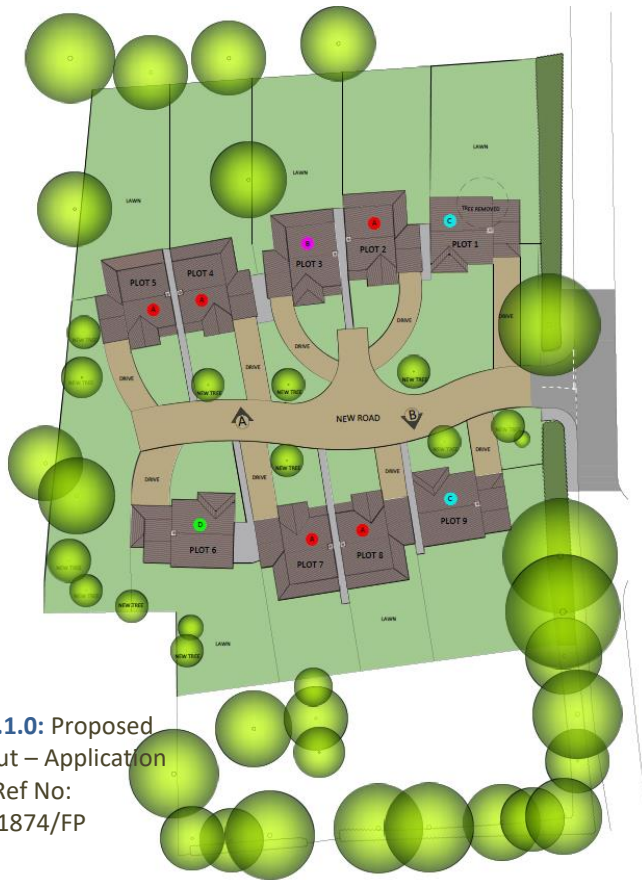 LAWN
LAWN
LAWN
TREE REMOVED
C
PLOT 1
A
PLOT 2
B
PLOT 3
PLOT 4
A
PLOT 5
A
DRIVE
DRIVE
DRIVE
DRIVE
DRIVE
NEW TREE
NEW TREE
NEW TREE
NEW TREE
NEW TREE
A
NEW ROAD
B
NEW TREE
NEW TREE
DRIVE
DRIVE
DRIVE
DRIVE
D
PLOT 6
A
PLOT 7
A
PLOT 8
C
PLOT 9
NEW TREE
NEW TREE
LAWN
LAWN
.1.0: Proposed
ut – Application
Ref No:
1874/FP